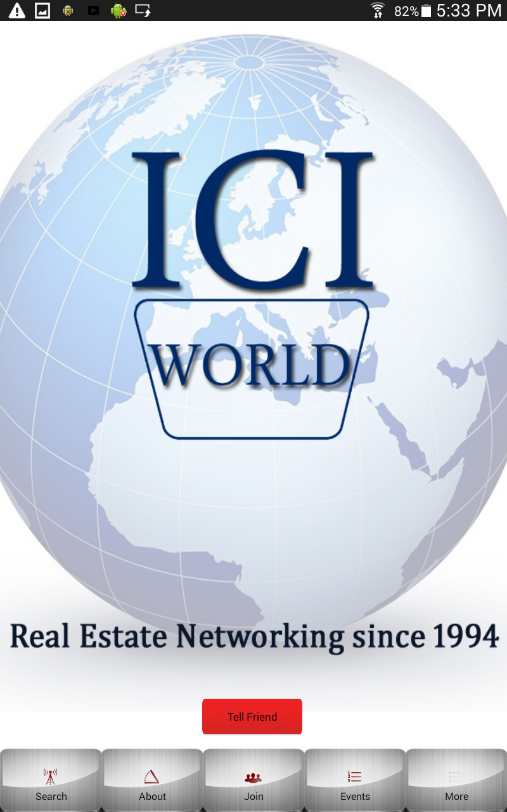 82% 5:33 PM
ICI
WORLD
Real Estate Networking since 1994
Tell Friend
Search About Join Events More